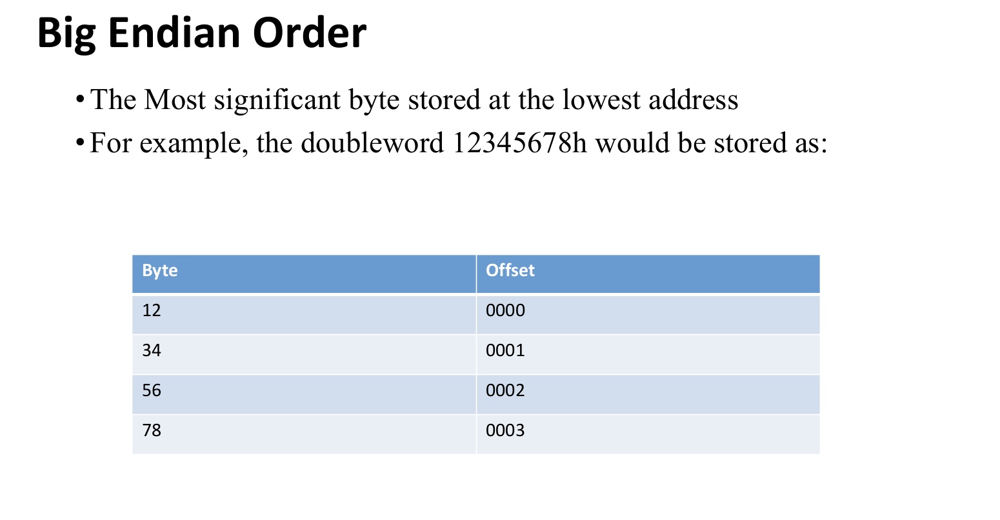 Big Endian Order
• The Most significant byte stored at the lowest address
• For example, the doubleword 12345678h would be stored as:
Byte Offset
12 0000
34 0001
56 0002
78 0003